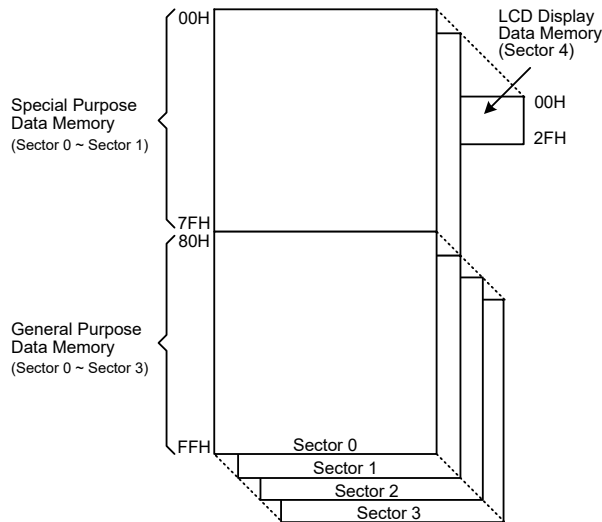 00H
LCD Display
Data Memory
(Sector 4)
Special Purpose
Data Memory
(Sector 0 ~ Sector 1)
00H
2FH
7FH
80H
General Purpose
Data Memory
(Sector 0 ~ Sector 3)
FFH
Sector 0
Sector 1
Sector 2
Sector 3